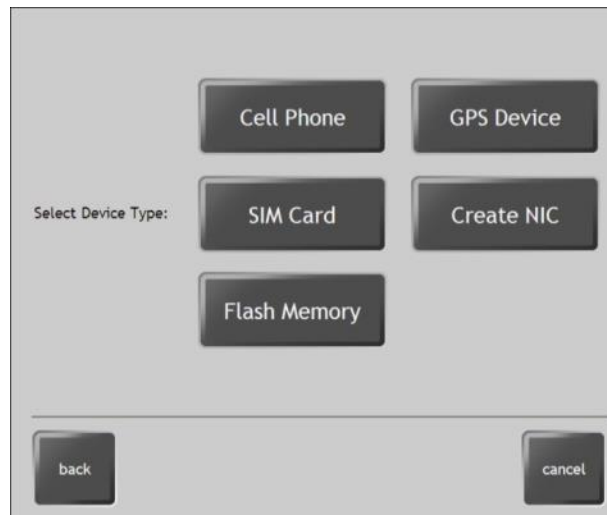 Cell Phone
GPS Device
Select Device Type:
SIM Card
Create NIC
Flash Memory
back
cancel